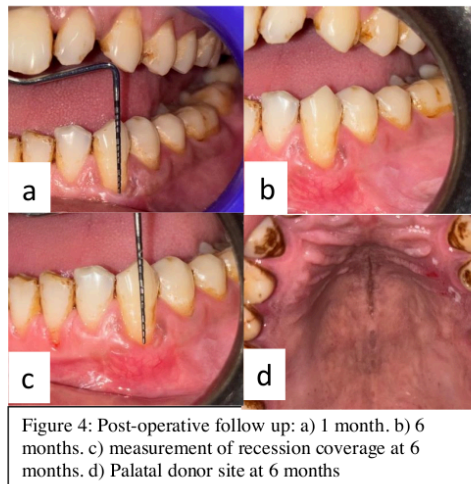 a
b
c
d
Figure 4: Post-operative follow up: a) 1 month. b) 6
months. c) measurement of recession coverage at 6
months. d) Palatal donor site at 6 months